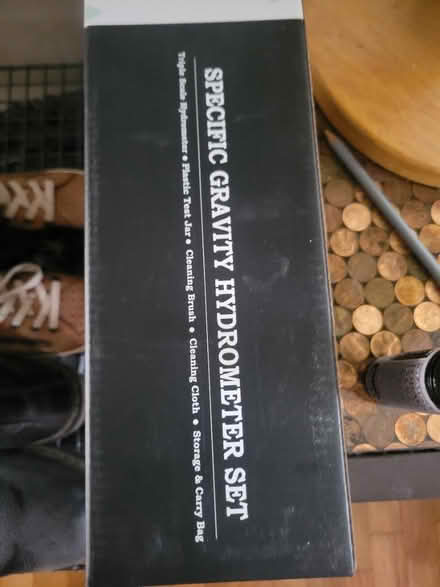 SPECIFIC GRAVITY HYDROMETER SET
Triple Scale Hydrometer ● Plastic Test Jar ● Cleaning Brush ● Cleaning Cloth ● Storage & Carry Bag